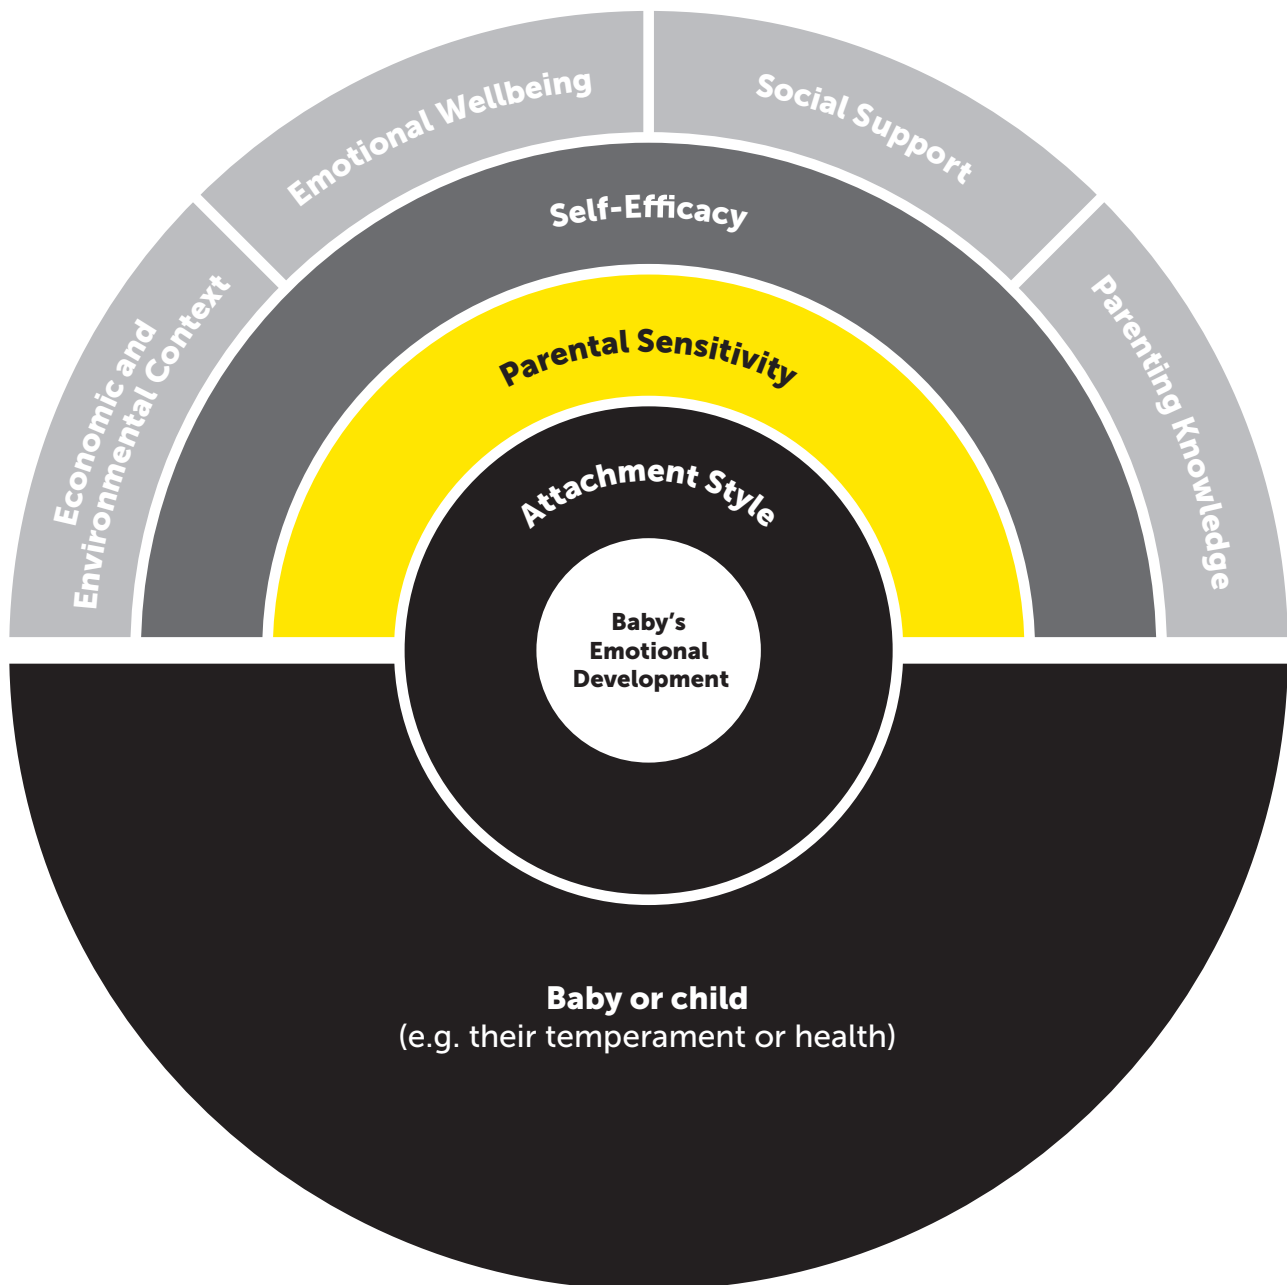 Emotional Wellbeing
Social Support
Economic and
Environmental Context
Self-Efficacy
Parenting Knowledge
Parental Sensitivity
Attachment Style
Baby’s
Emotional
Development
Baby or child
(e.g. their temperament or health)